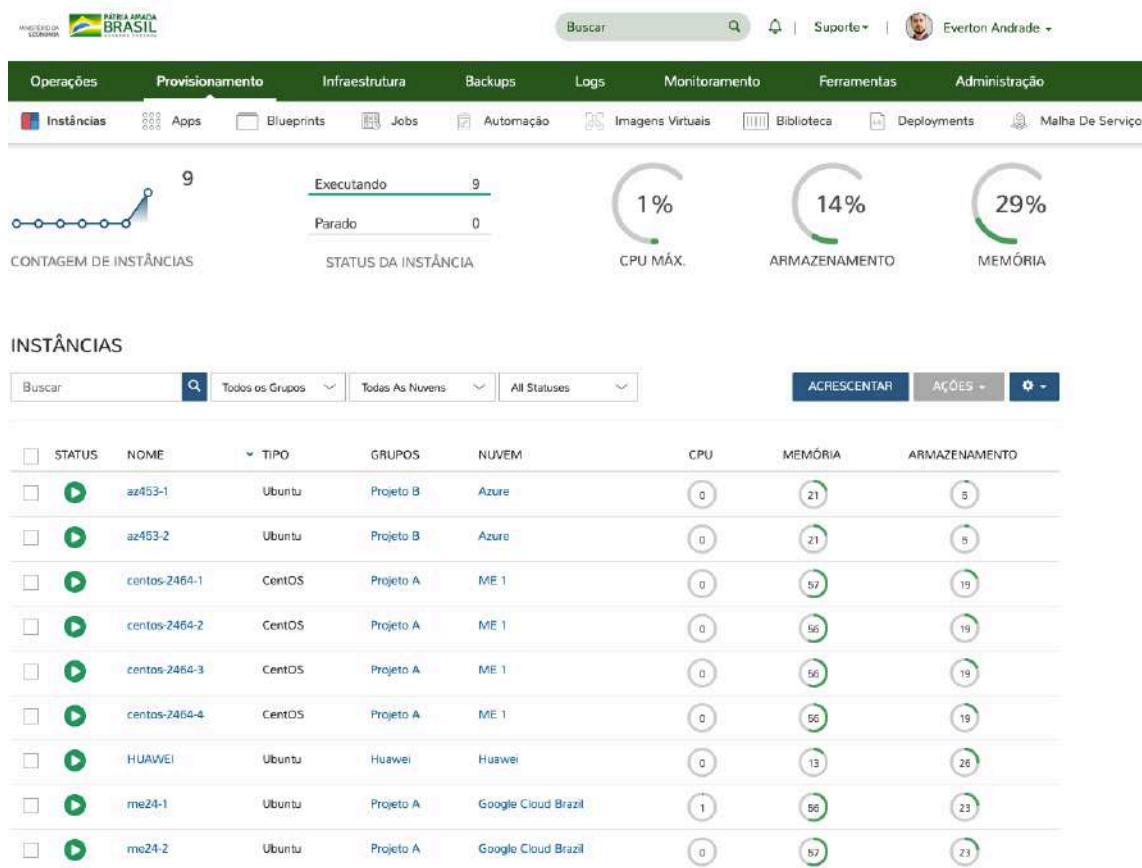 MINISTÉRIO DA
ECONOMIA
PÁTRIA AMADA
BRASIL
Buscar
Suporte
Everton Andrade
Operações Provisionamento Infraestrutura Backups Logs Monitoramento Ferramentas Administração
Instâncias Apps Blueprints Jobs Automação Imagens Virtuais Biblioteca Deployments Malha De Serviço
9
Executando 9
Parado 0
1% 14% 29%
CONTAGEM DE INSTÂNCIAS STATUS DA INSTÂNCIA CPU MÁX. ARMAZENAMENTO MEMÓRIA
INSTÂNCIAS
Buscar Todos os Grupos Todas As Nuvens All Statuses ACRESCENTAR AÇÕES
STATUS NOME TIPO GRUPOS NUVEM CPU MEMÓRIA ARMAZENAMENTO
az453-1 Ubuntu Projeto B Azure 0 21 5
az453-2 Ubuntu Projeto B Azure 0 21 5
centos-2464-1 CentOS Projeto A ME 1 0 57 19
centos-2464-2 CentOS Projeto A ME 1 0 56 19
centos-2464-3 CentOS Projeto A ME 1 0 56 19
centos-2464-4 CentOS Projeto A ME 1 0 56 19
HUAWEI Ubuntu Huawei Huawei 0 13 26
me24-1 Ubuntu Projeto A Google Cloud Brazil 1 56 23
me24-2 Ubuntu Projeto A Google Cloud Brazil 0 57 23